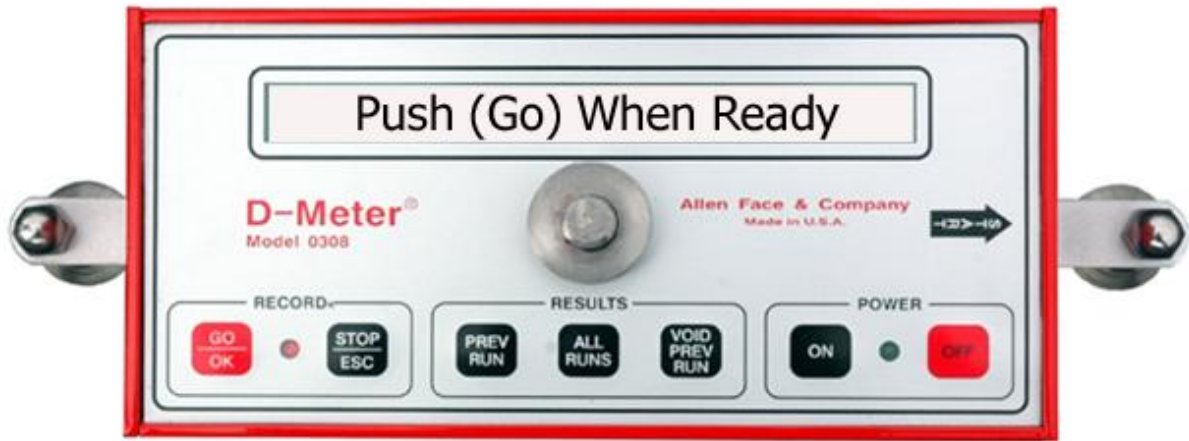 Push (Go) When Ready
D-Meter®
Model 0308
Allen Face & Company
Made in U.S.A.
START
RECORD
GO
OK
STOP
ESC
RESULTS
PREV
RUN
ALL
RUNS
VOID
PREV
RUN
POWER
ON
OFF